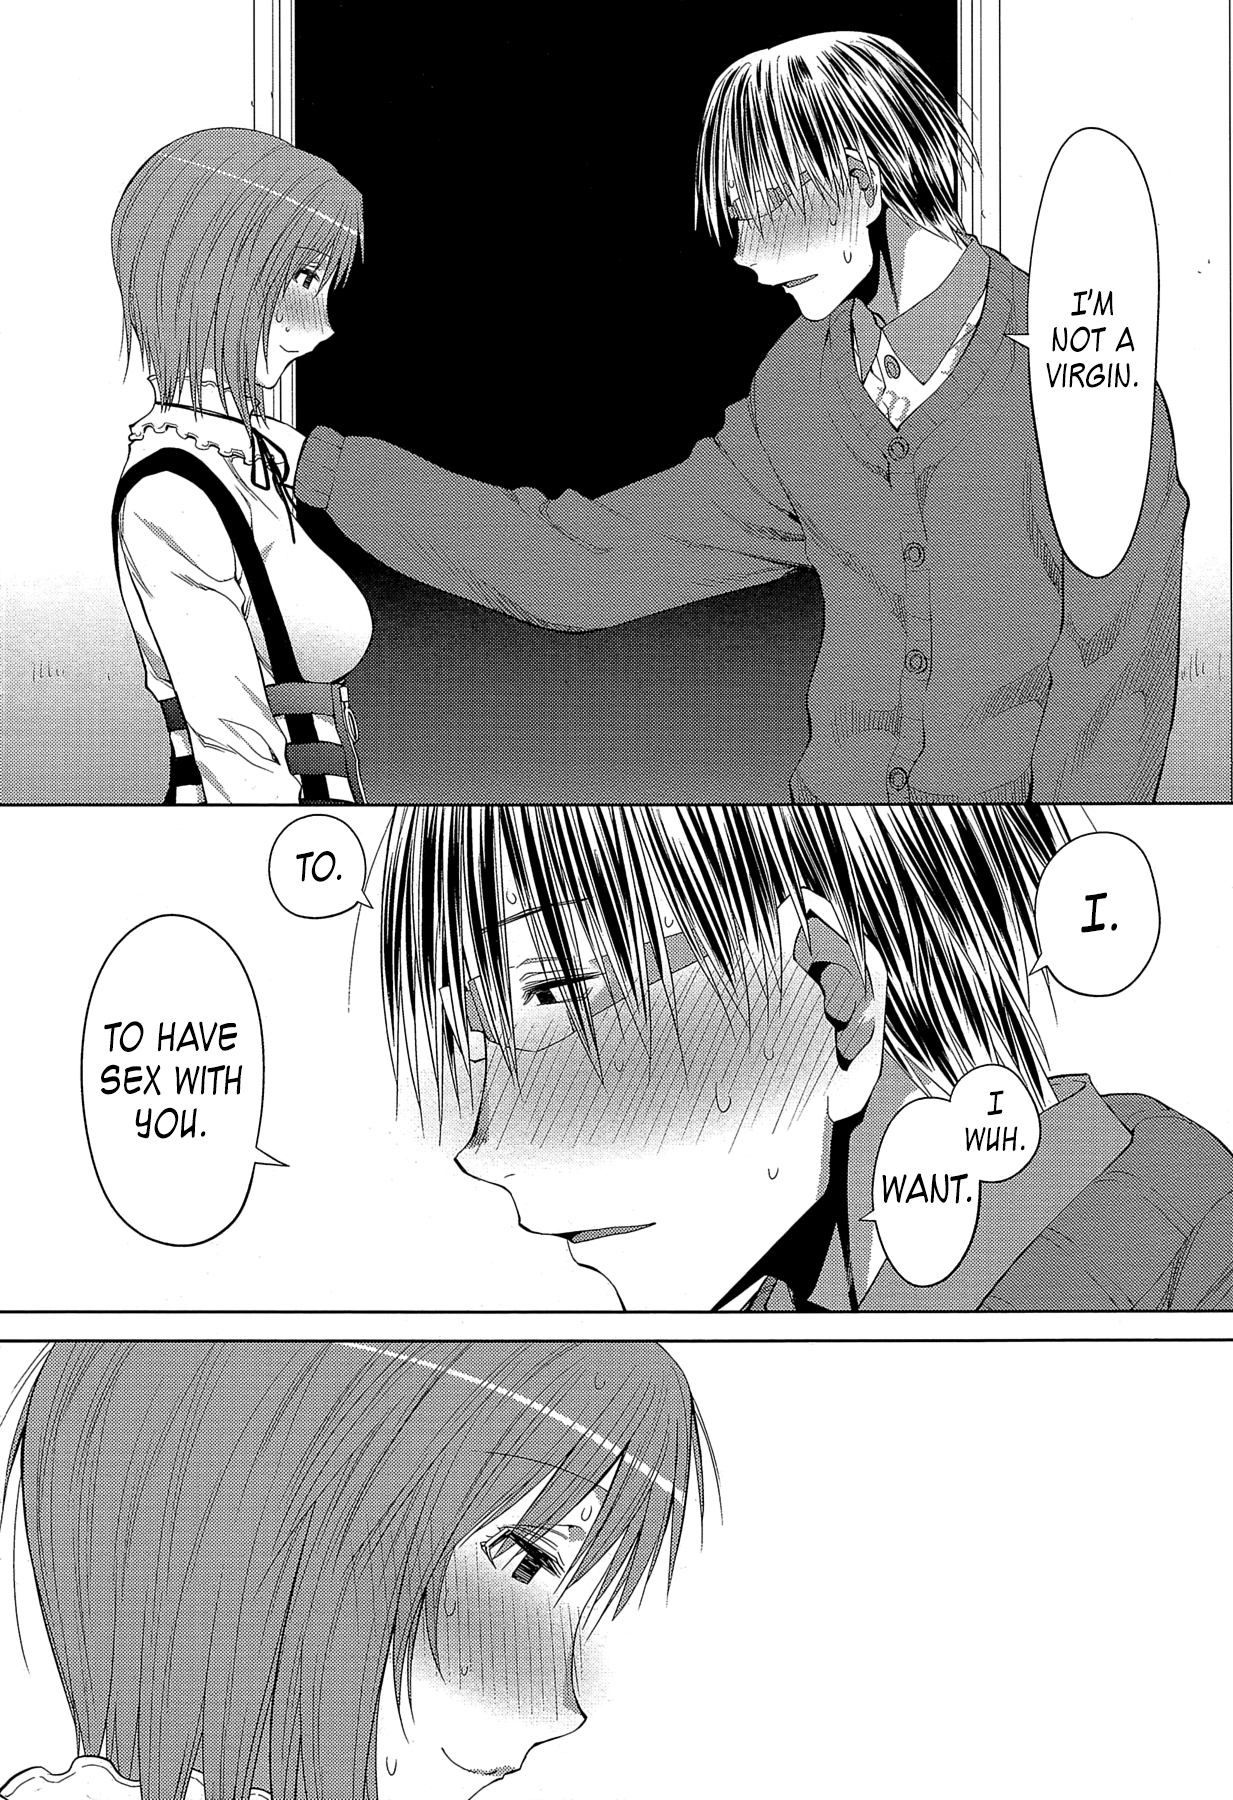 I'M
NOT A
VIRGIN.
I.
I
WUH.
WANT.
TO.
TO HAVE
SEX WITH
YOU.